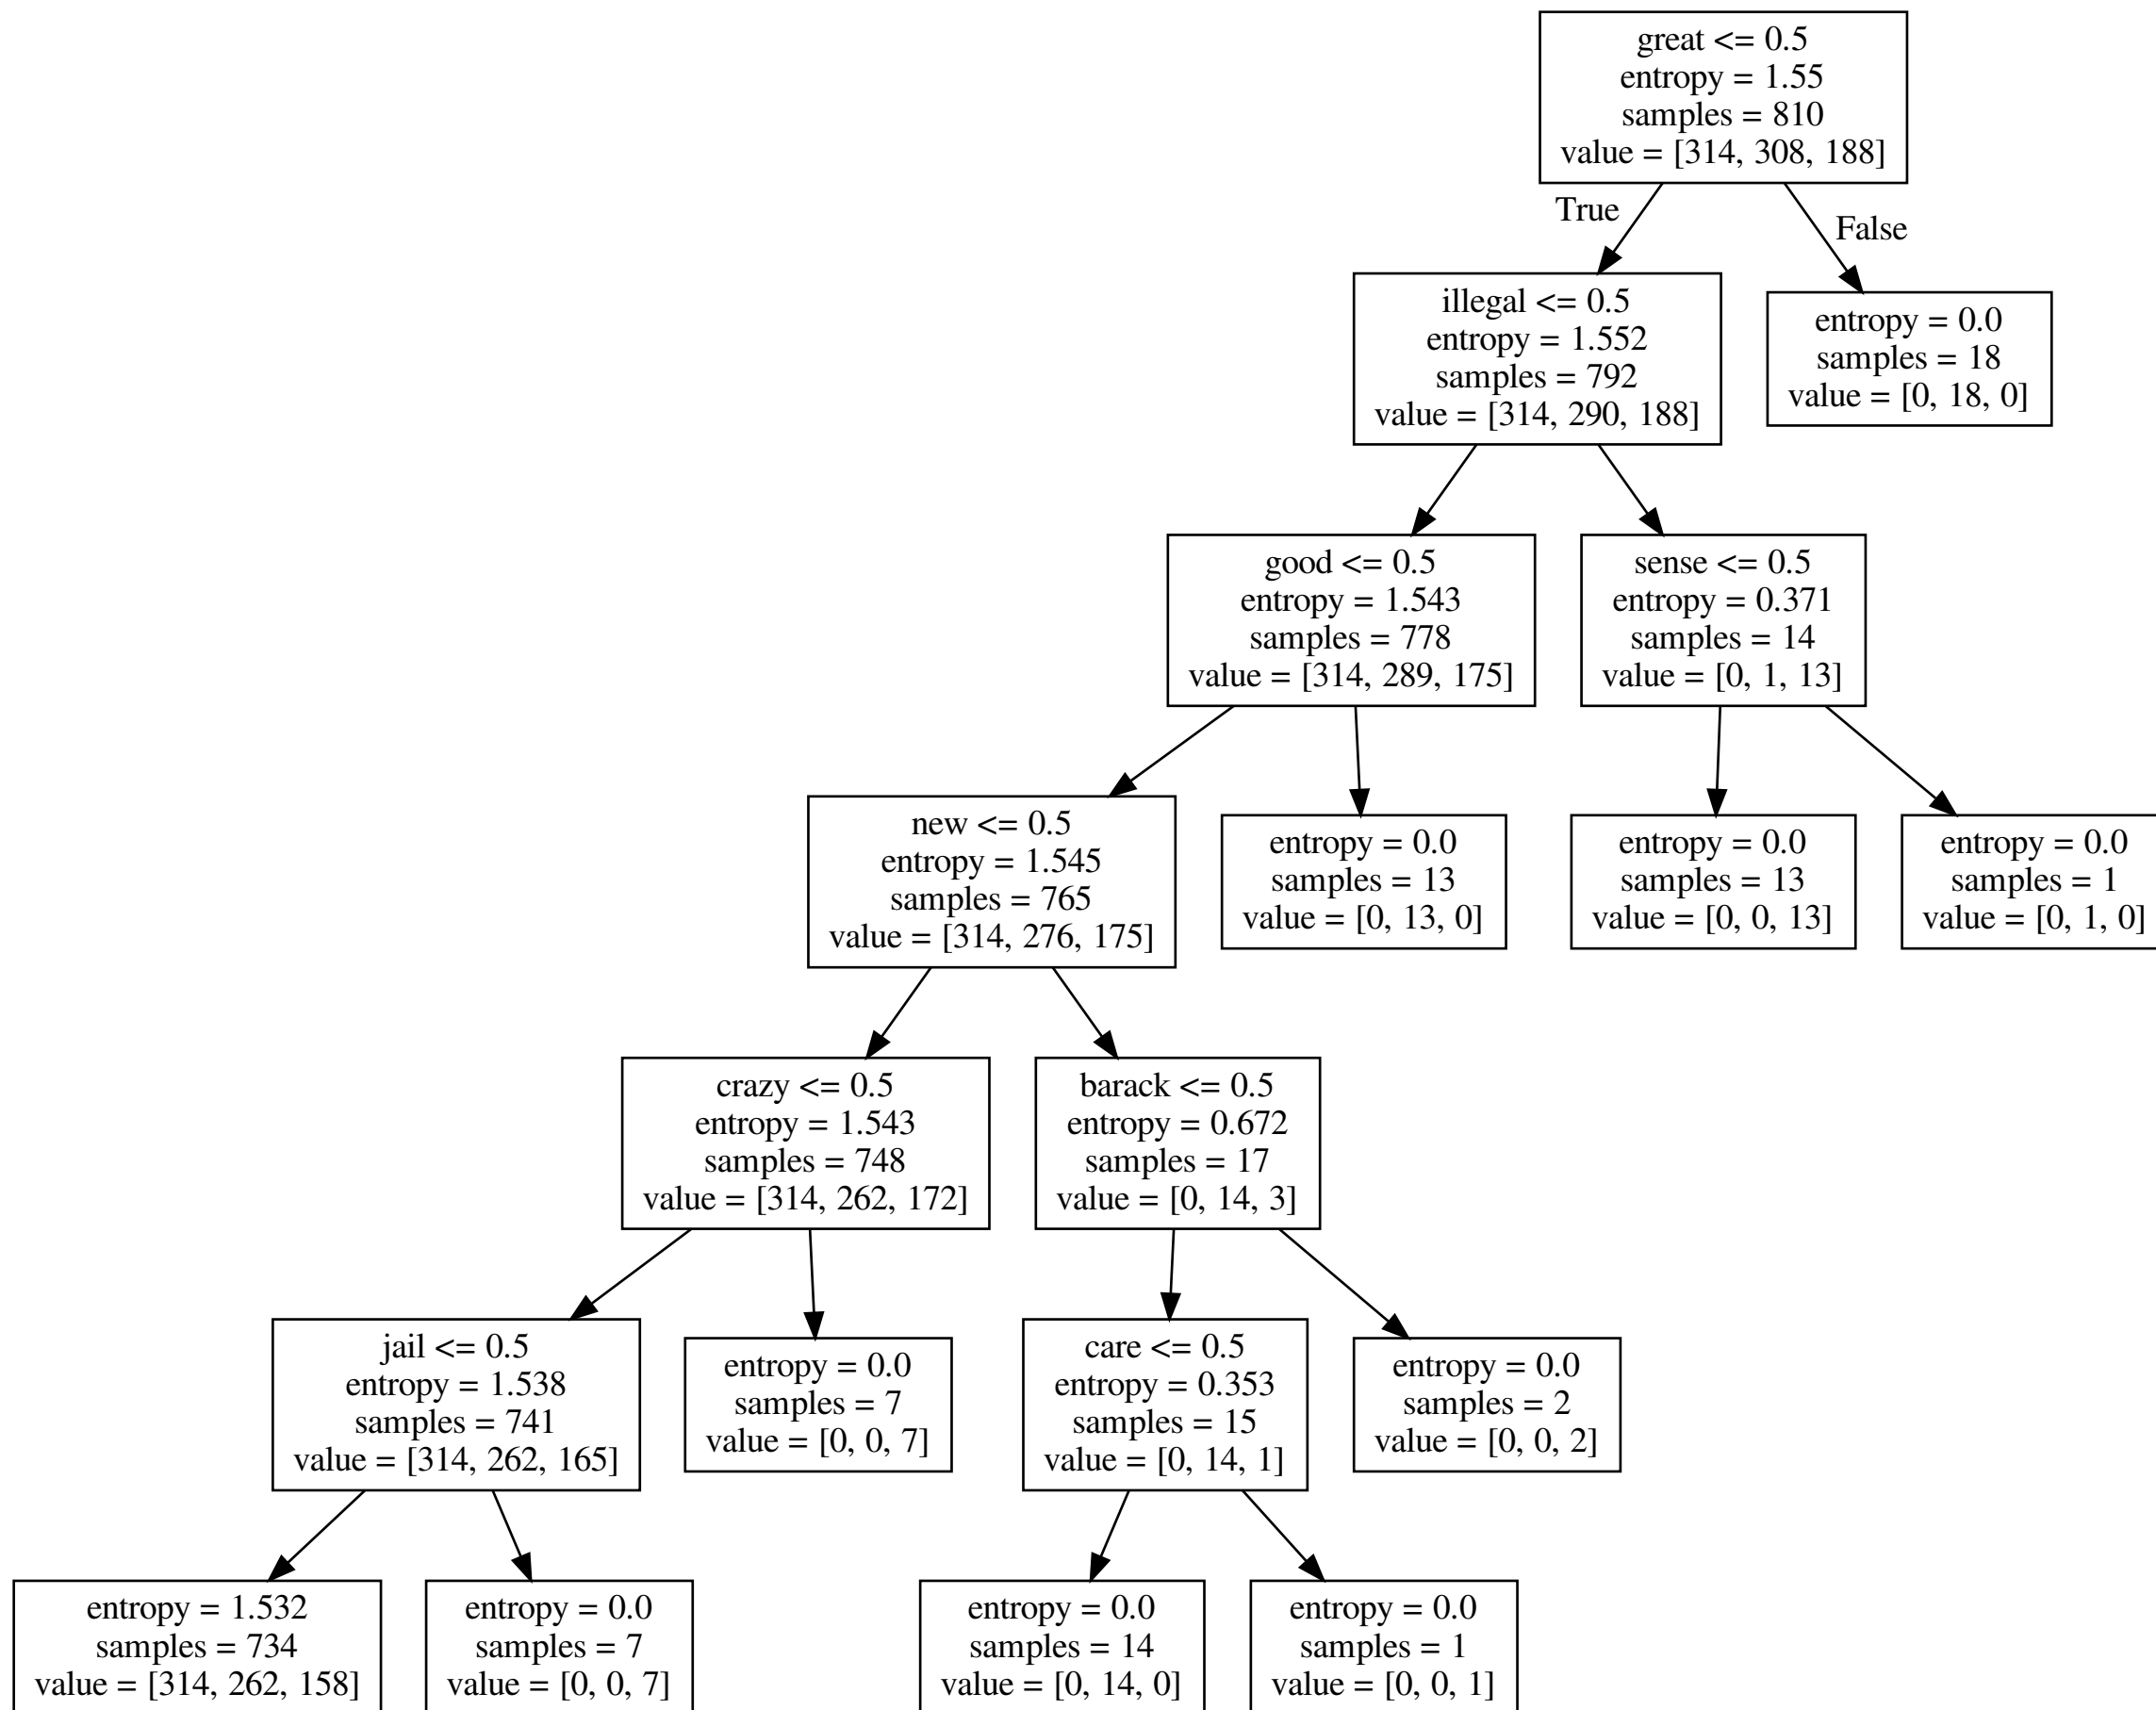 great <= 0.5
entropy = 1.55
samples = 810
value = [314, 308, 188]
True
False
illegal <= 0.5
entropy = 1.552
samples = 792
value = [314, 290, 188]
entropy = 0.0
samples = 18
value = [0, 18, 0]
good <= 0.5
entropy = 1.543
samples = 778
value = [314, 289, 175]
sense <= 0.5
entropy = 0.371
samples = 14
value = [0, 1, 13]
new <= 0.5
entropy = 1.545
samples = 765
value = [314, 276, 175]
entropy = 0.0
samples = 13
value = [0, 13, 0]
entropy = 0.0
samples = 13
value = [0, 0, 13]
entropy = 0.0
samples = 1
value = [0, 1, 0]
crazy <= 0.5
entropy = 1.543
samples = 748
value = [314, 262, 172]
barack <= 0.5
entropy = 0.672
samples = 17
value = [0, 14, 3]
jail <= 0.5
entropy = 1.538
samples = 741
value = [314, 262, 165]
entropy = 0.0
samples = 7
value = [0, 0, 7]
care <= 0.5
entropy = 0.353
samples = 15
value = [0, 14, 1]
entropy = 0.0
samples = 2
value = [0, 0, 2]
entropy = 1.532
samples = 734
value = [314, 262, 158]
entropy = 0.0
samples = 7
value = [0, 0, 7]
entropy = 0.0
samples = 14
value = [0, 14, 0]
entropy = 0.0
samples = 1
value = [0, 0, 1]